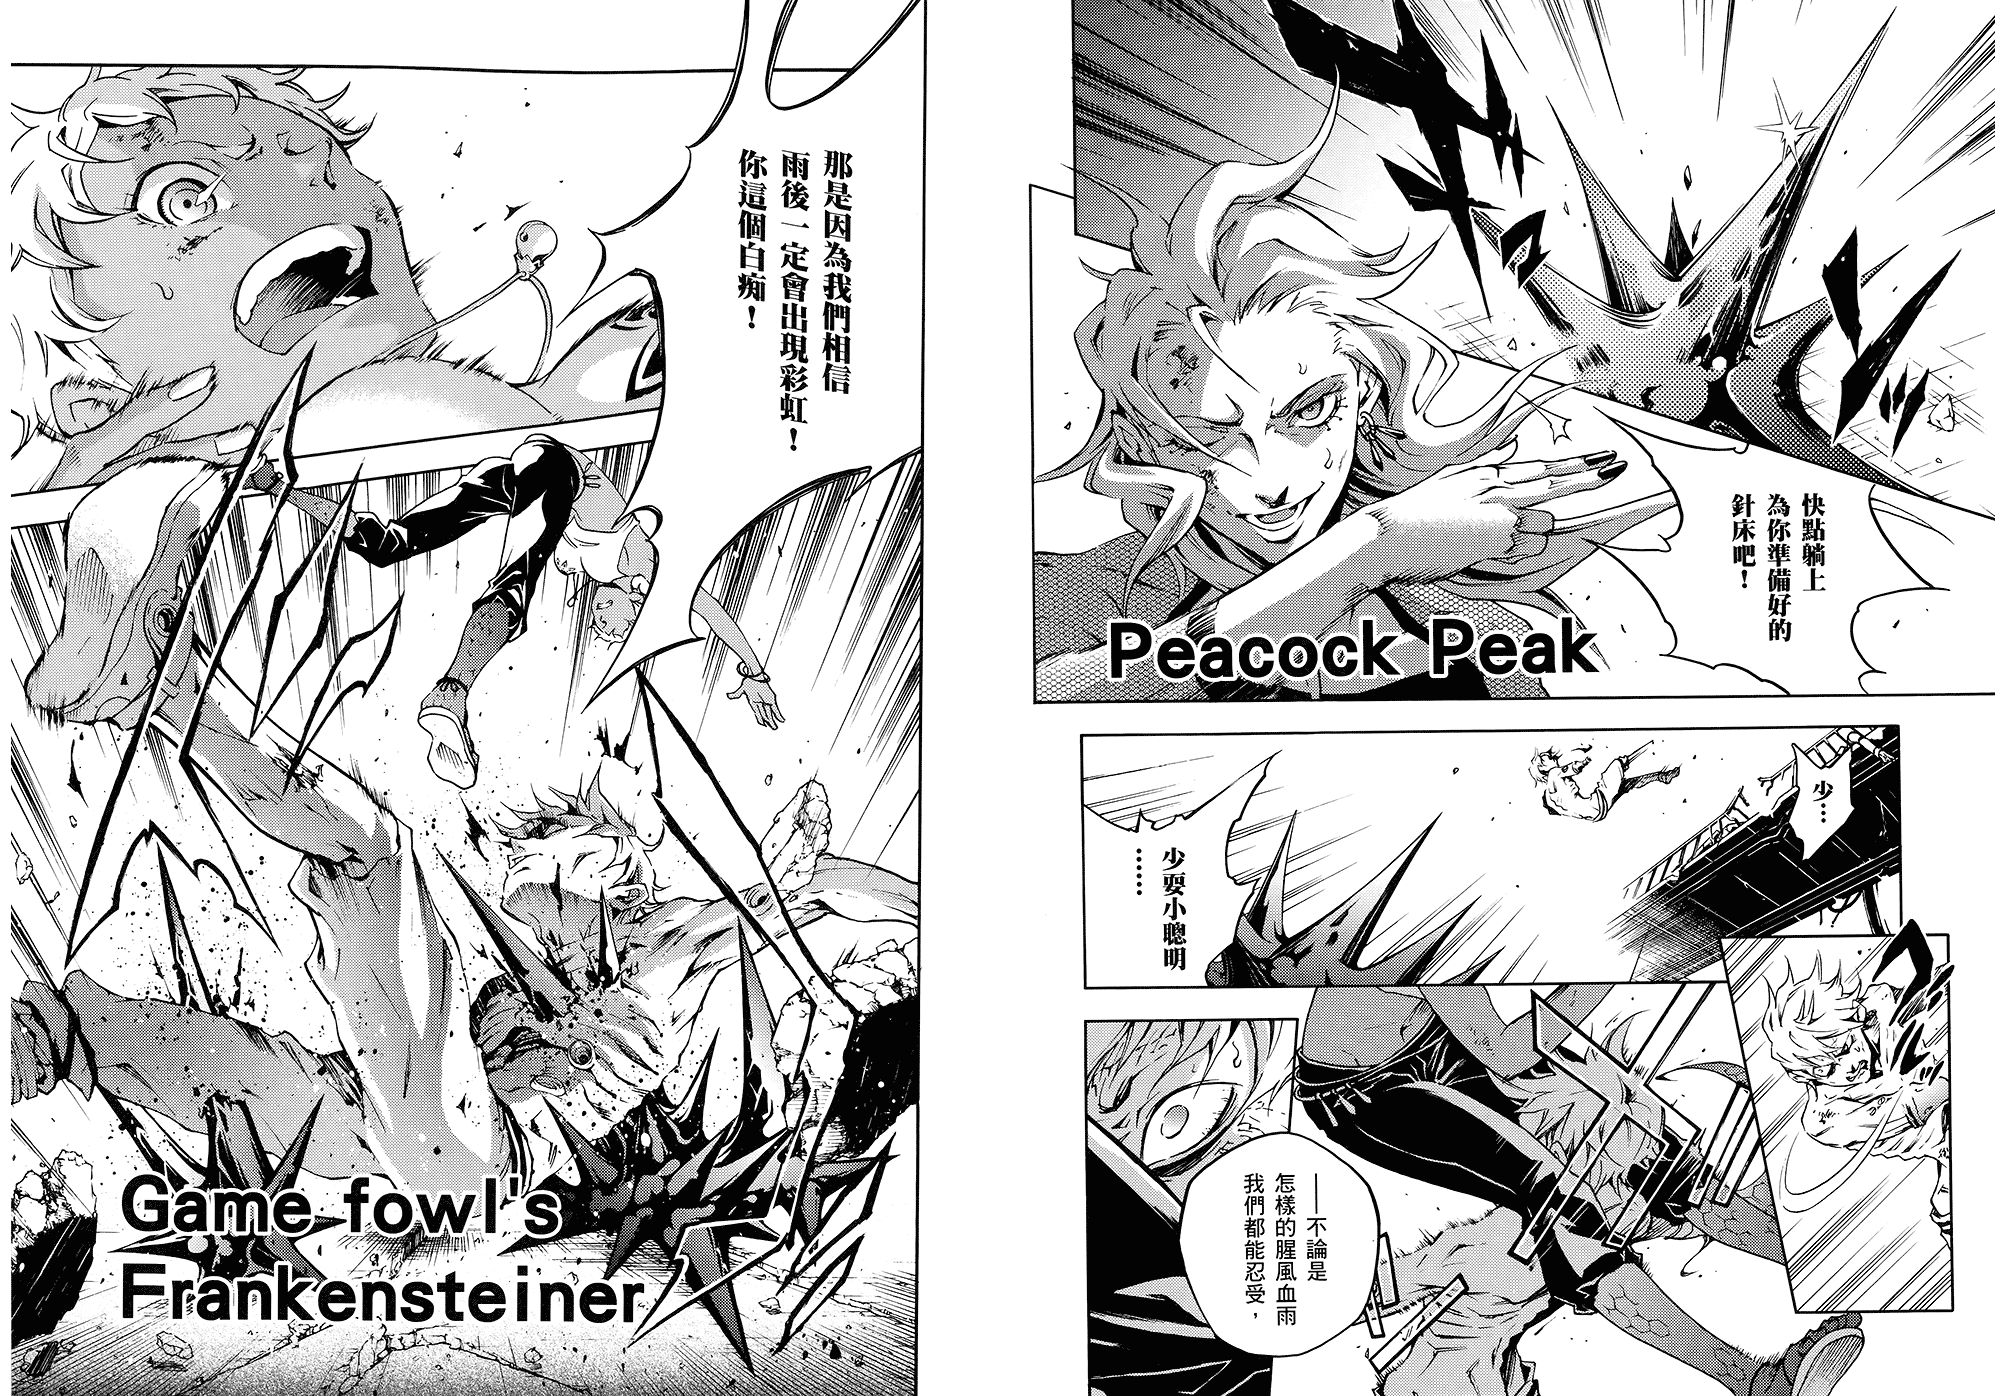 快點躺上
為你準備好的
針床吧！
Peacock Peak
少…
少耍小聰明
……
──不論是
怎樣的腥風血雨
我們都能忍受，
那是因為我們相信
雨後一定會出現彩虹！
你這個白痴！
Game fowl's
Frankensteiner